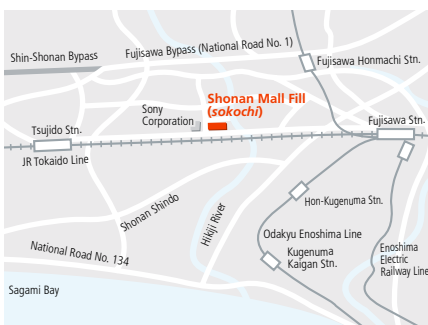 Fujisawa Bypass (National Road No. 1)
Shin-Shonan Bypass
Fujisawa Honmachi Stn.
Shonan Mall Fill
(sokochi)
Sony
Corporation
Fujisawa Stn.
Tsujido Stn.
JR Tokaido Line
Hon-Kugenuma Stn.
Shonan Shindo
Hikiji River
Odakyu Enoshima Line
Kugenuma
Kaigan Stn.
Enoshima
Electric
Railway Line
National Road No. 134
Sagami Bay